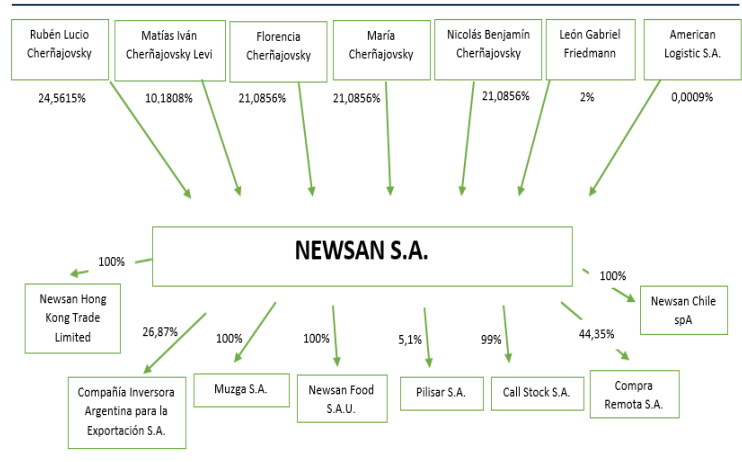 Rubén Lucio
Cherñajovsky
Matías Iván
Cherñajovsky Levi
Florencia
Cherñajovsky
María
Cherñajovsky
Nicolás Benjamín
Cherñajovsky
León Gabriel
Friedmann
American
Logistic S.A.
24,5615%
10,1808%
21,0856%
21,0856%
21,0856%
2%
0,0009%
NEWSAN S.A.
100%
100%
Newsan Hong
Kong Trade
Limited
Newsan Chile
spA
26,87%
100%
100%
5,1%
99%
44,35%
Compañía Inversora
Argentina para la
Exportación S.A.
Muzga S.A.
Newsan Food
S.A.U.
Pilisar S.A.
Call Stock S.A.
Compra
Remota S.A.